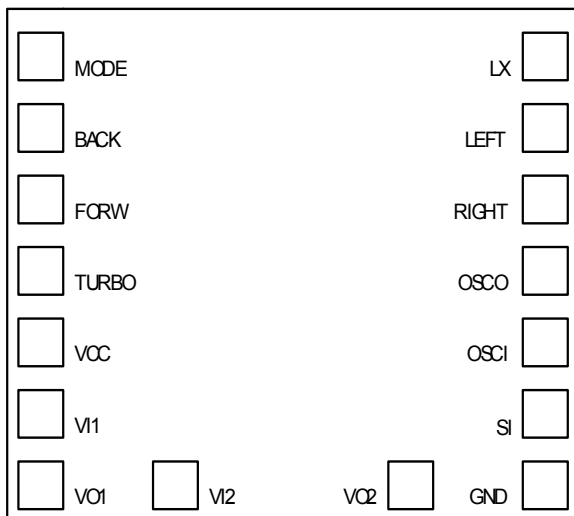 MODE LX
BACK LEFT
FORW RIGHT
TURBO OSCO
VCC OSCI
VI1 SI
VO1 VI2 VO2 GND